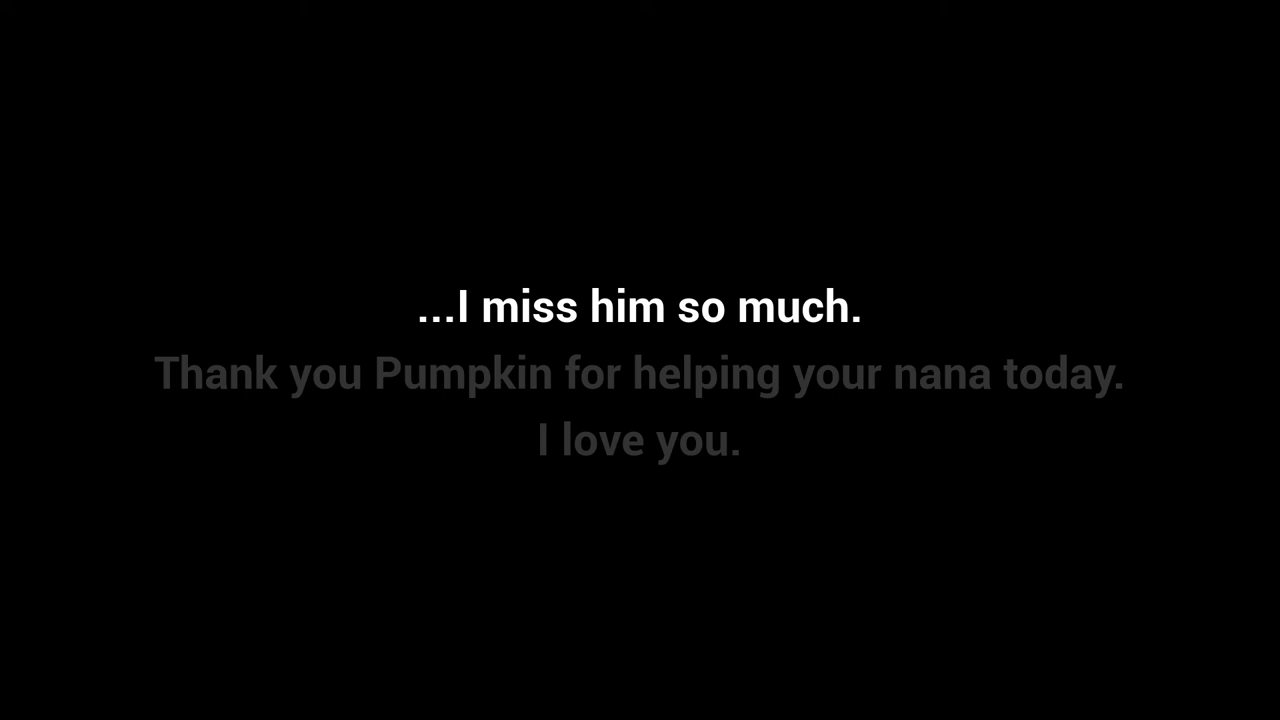 ...I miss him so much.
Thank you Pumpkin for helping your nana today.
I love you.